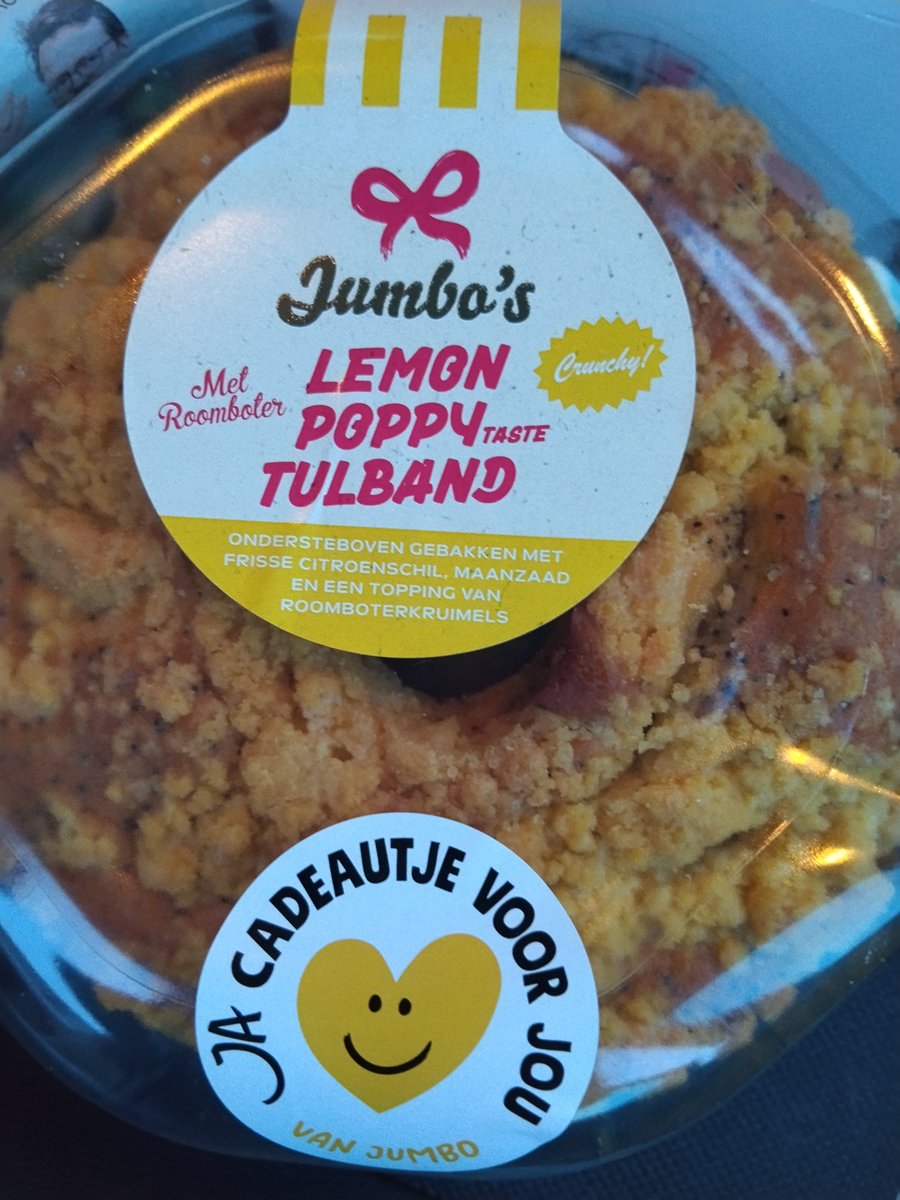 Jumbo's
Met
Roomboter
LEMON
POPPY TASTE
TULBAND
Crunchy!
ONDERSTEBOVEN GEBAKKEN MET
FRISSE CITROENSCHIL, MAANZAAD
EN EEN TOPPING VAN
ROOMBOTERKRUIMELS
JA CADEAUTJE VOOR JOU
VAN JUMBO